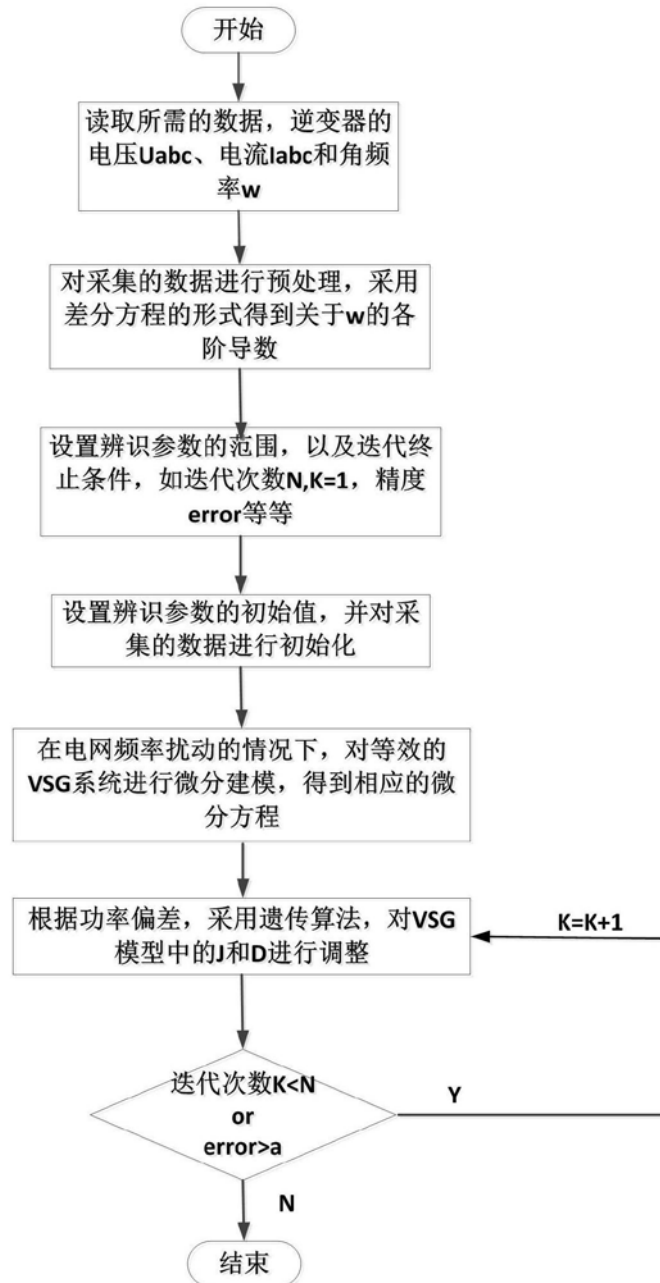 开始
读取所需的数据，逆变器的
电压Uabc、电流Iabc和角频
率w
对采集的数据进行预处理，采用
差分方程的形式得到关于w的各
阶导数
设置辨识参数的范围，以及迭代终
止条件，如迭代次数N,K=1，精度
error等等
设置辨识参数的初始值，并对采
集的数据进行初始化
在电网频率扰动的情况下，对等效的
VSG系统进行微分建模，得到相应的微
分方程
根据功率偏差，采用遗传算法，对VSG
模型中的J和D进行调整
K=K+1
迭代次数K<N
or
error>a
Y
N
结束